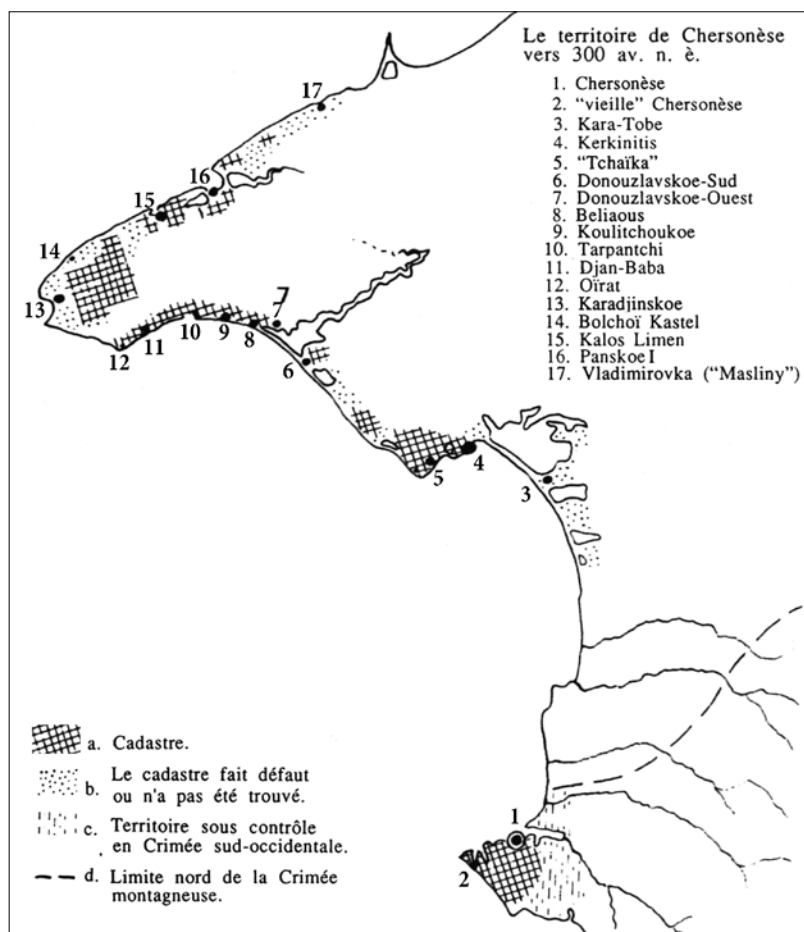 Le territoire de Chersonèse
vers 300 av. n. è.
1. Chersonèse
2. "vieille" Chersonèse
3. Kara-Tobe
4. Kerkinitis
5. "Tchaïka"
6. Donouzlavskoe-Sud
7. Donouzlavskoe-Ouest
8. Beliaous
9. Koulitchoukoe
10. Tarpantchi
11. Djan-Baba
12. Oïrat
13. Karadjinskoe
14. Bolchoï Kastel
15. Kalos Limen
16. Panskoe I
17. Vladimirovka ("Masliny")
17
16
15
14
13
12
11
10
9
8
7
6
5
4
3
1
2
a. Cadastre.
b. Le cadastre fait défaut
ou n'a pas été trouvé.
c. Territoire sous contrôle
en Crimée sud-occidentale.
d. Limite nord de la Crimée
montagneuse.